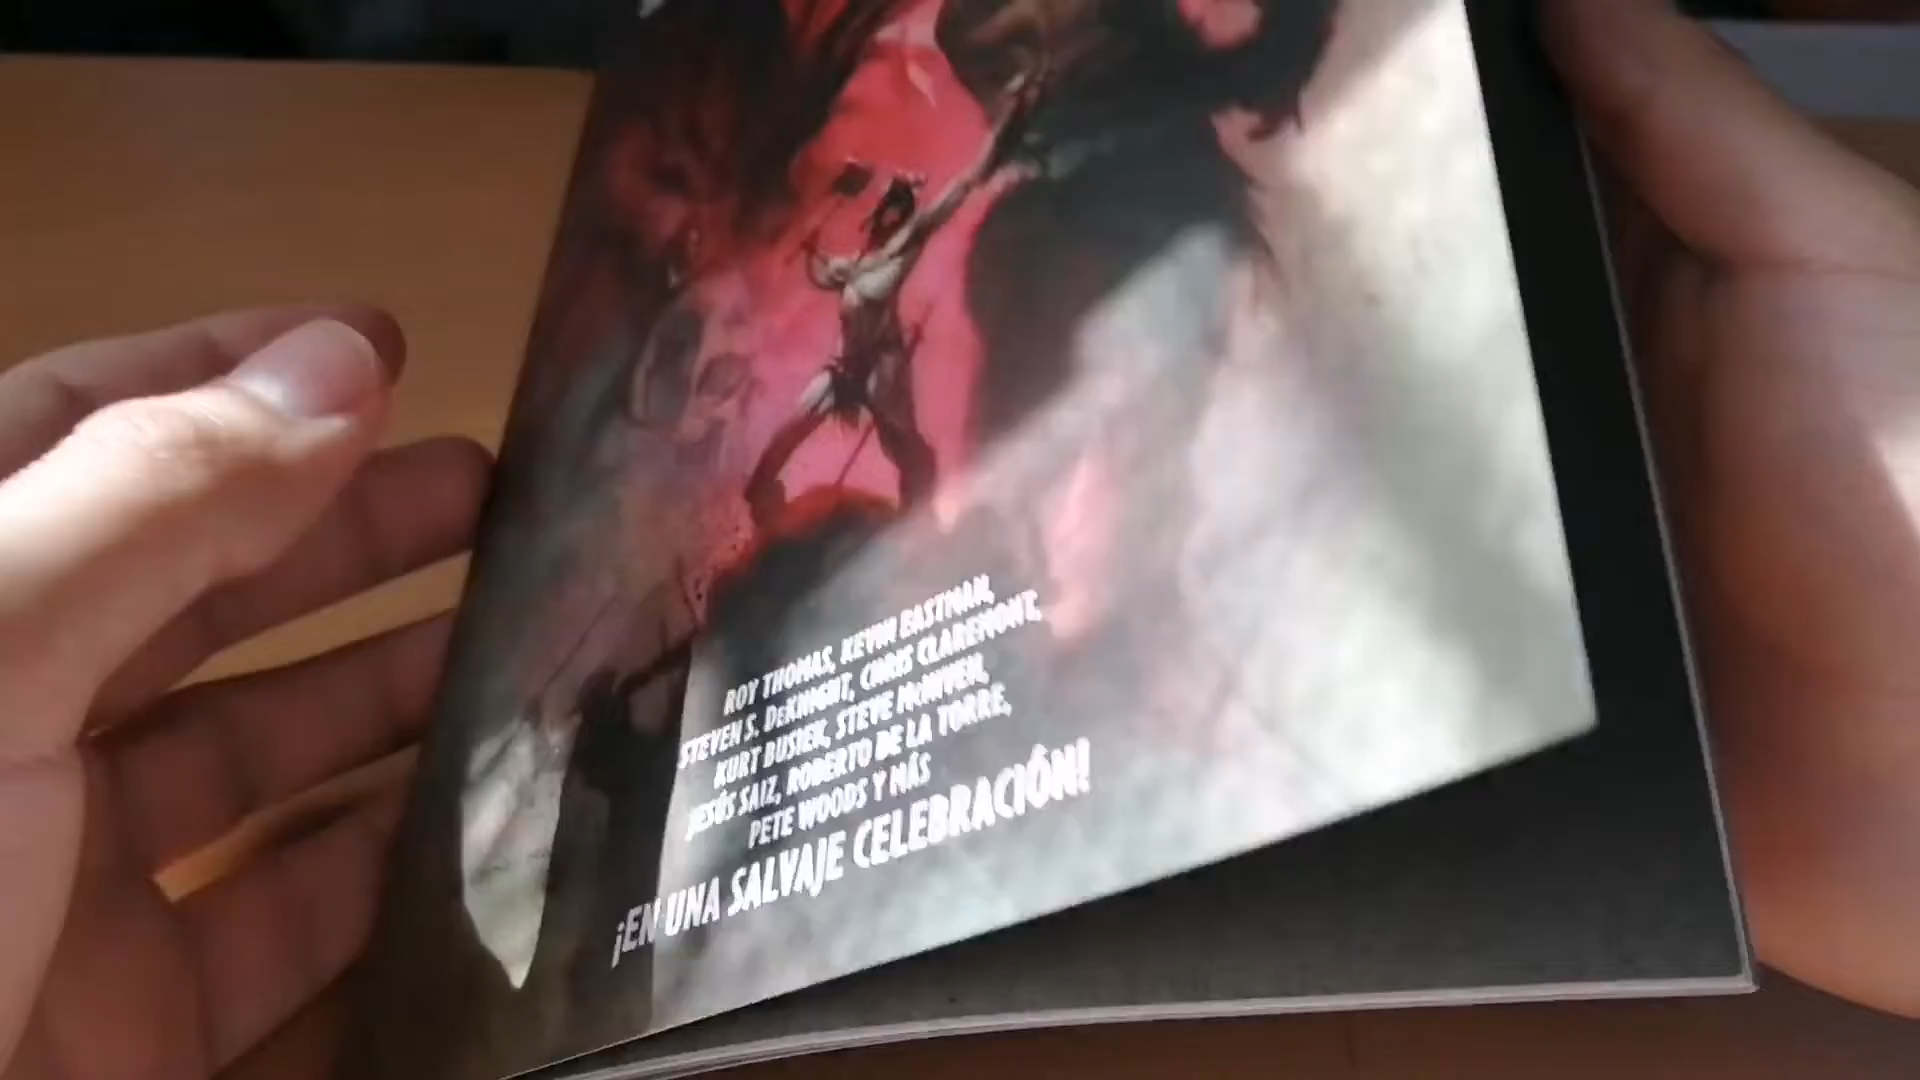 ROY THOMAS, KEVIN EASTMAN,
STEVEN S. DEKNIGHT, CHRIS CLAREMONT,
KURT BUSIEK, STEVE McNIVEN,
JESÚS SAIZ, ROBERTO DE LA TORRE,
PETE WOODS Y MÁS
¡EN UNA SALVAJE CELEBRACIÓN!